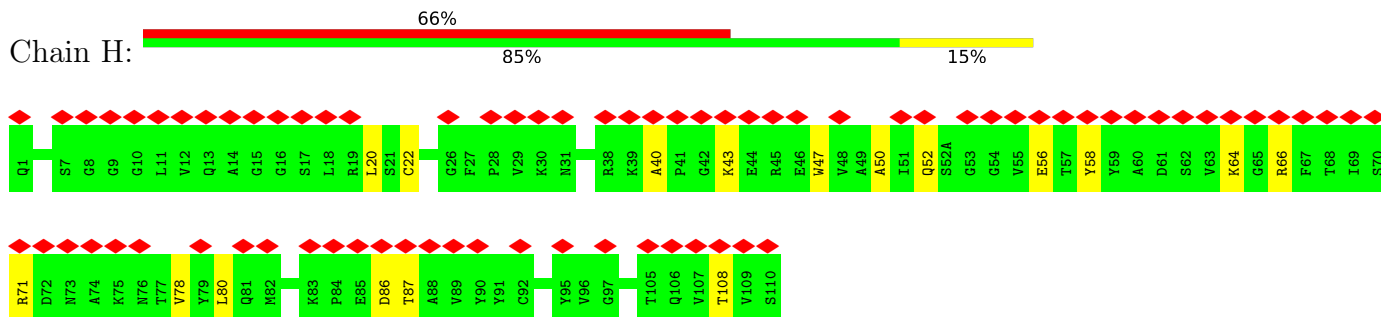 66%
Chain H:
85% 15%
Q1 S7 G8 G9 G10 L11 V12 Q13 A14 G15 G16 S17 L18 R19 L20 S21 C22 G26 F27 P28 V29 K30 N31 R38 K39 A40 P41 G42 K43 E44 R45 E46 W47 V48 A49 A50 I51 Q52 S52A G53 G54 V55 E56 T57 Y58 Y59 A60 D61 S62 V63 K64 G65 R66 F67 T68 I69 S70
R71 D72 N73 A74 K75 N76 T77 V78 Y79 L80 Q81 M82 K83 P84 E85 D86 T87 A88 V89 Y90 Y91 C92 Y95 V96 G97 T105 Q106 V107 T108 V109 S110